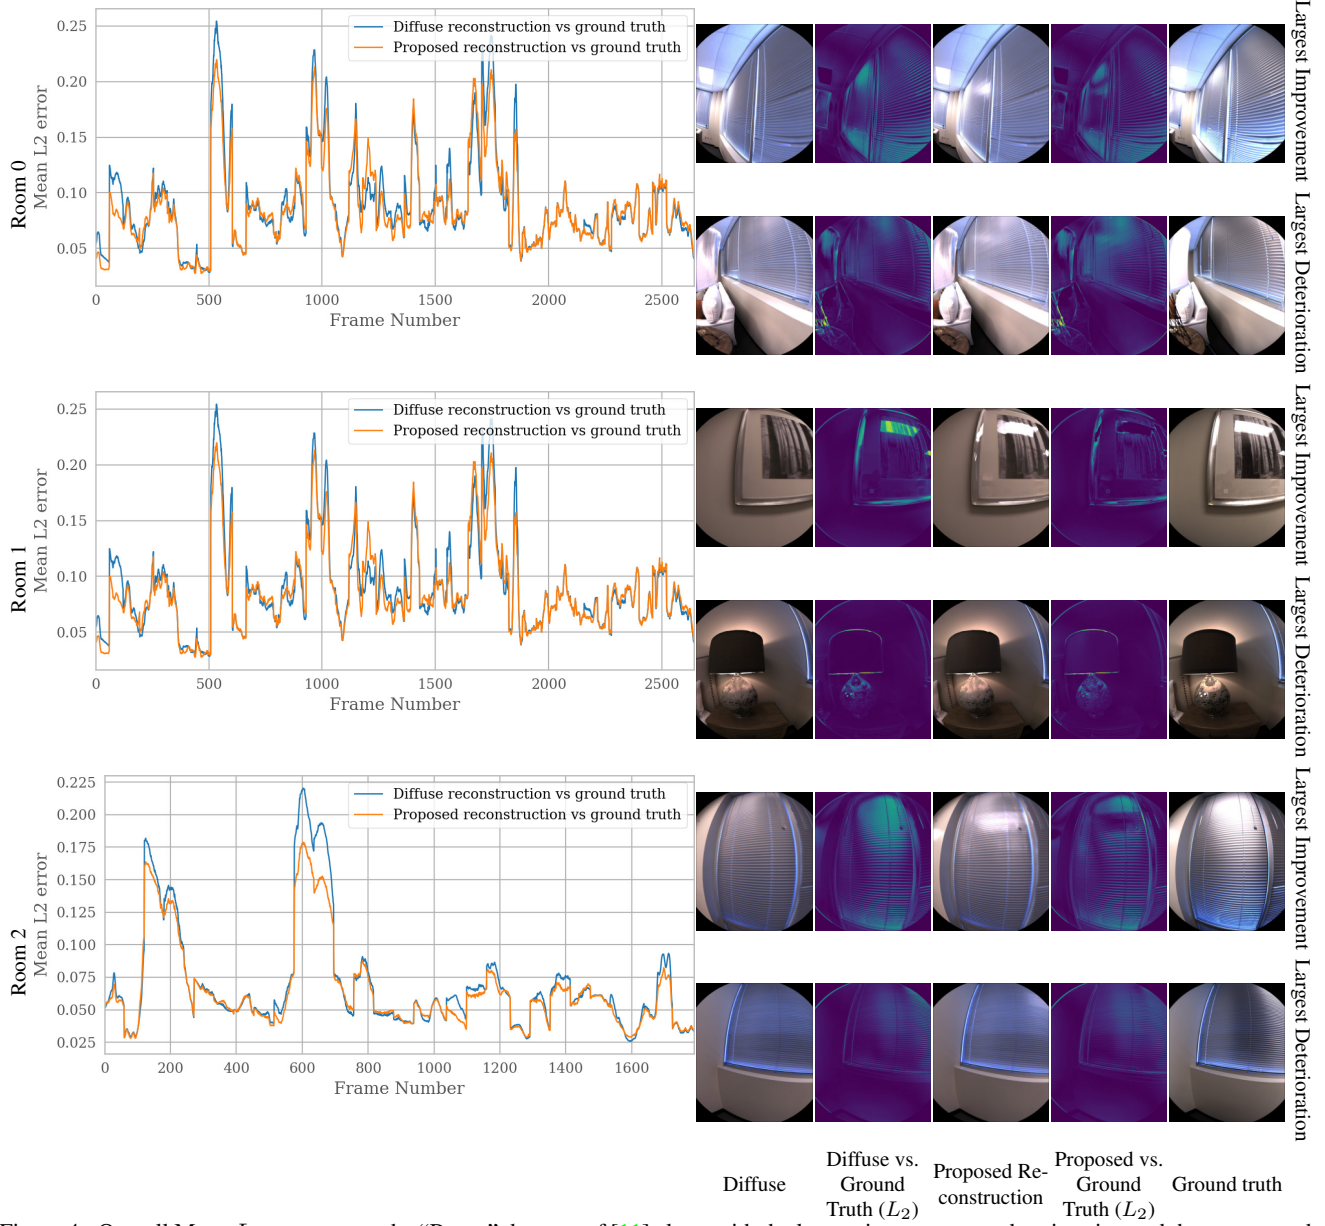 Room 0
Mean L2 error
0.25
0.20
0.15
0.10
0.05
Diffuse reconstruction vs ground truth
Proposed reconstruction vs ground truth
0 500 1000 1500 2000 2500
Frame Number
Largest Improvement
Largest Deterioration
Room 1
Mean L2 error
0.25
0.20
0.15
0.10
0.05
Diffuse reconstruction vs ground truth
Proposed reconstruction vs ground truth
0 500 1000 1500 2000 2500
Frame Number
Largest Improvement
Largest Deterioration
Room 2
Mean L2 error
0.225
0.200
0.175
0.150
0.125
0.100
0.075
0.050
0.025
Diffuse reconstruction vs ground truth
Proposed reconstruction vs ground truth
0 200 400 600 800 1000 1200 1400 1600
Frame Number
Largest Improvement
Largest Deterioration
Diffuse
Diffuse vs.
Ground
Truth (L₂)
Proposed Re-
construction
Proposed vs.
Ground
Truth (L₂)
Ground truth